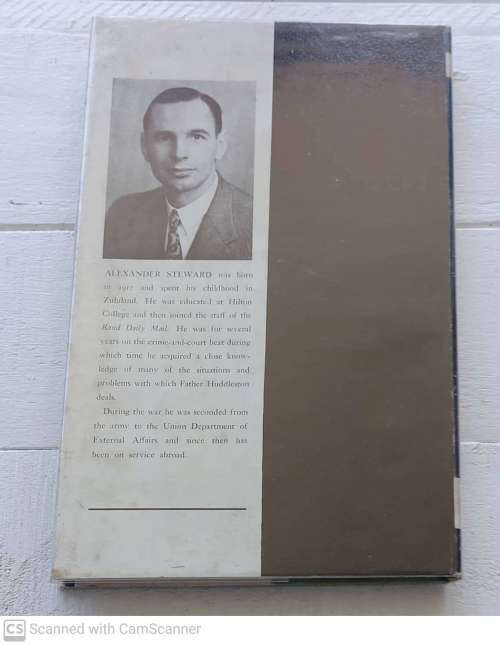 ALEXANDER STEWARD was born
in 1917 and spent his childhood in
Zululand. He was educated at Hilton
College and then joined the staff of the
Rand Daily Mail. He was for several
years on the crime-and-court beat during
which time he acquired a close know-
ledge of many of the situations and
problems with which Father Huddleston
deals.
During the war he was seconded from
the army to the Union Department of
External Affairs and since then has
been on service abroad.
CS Scanned with CamScanner